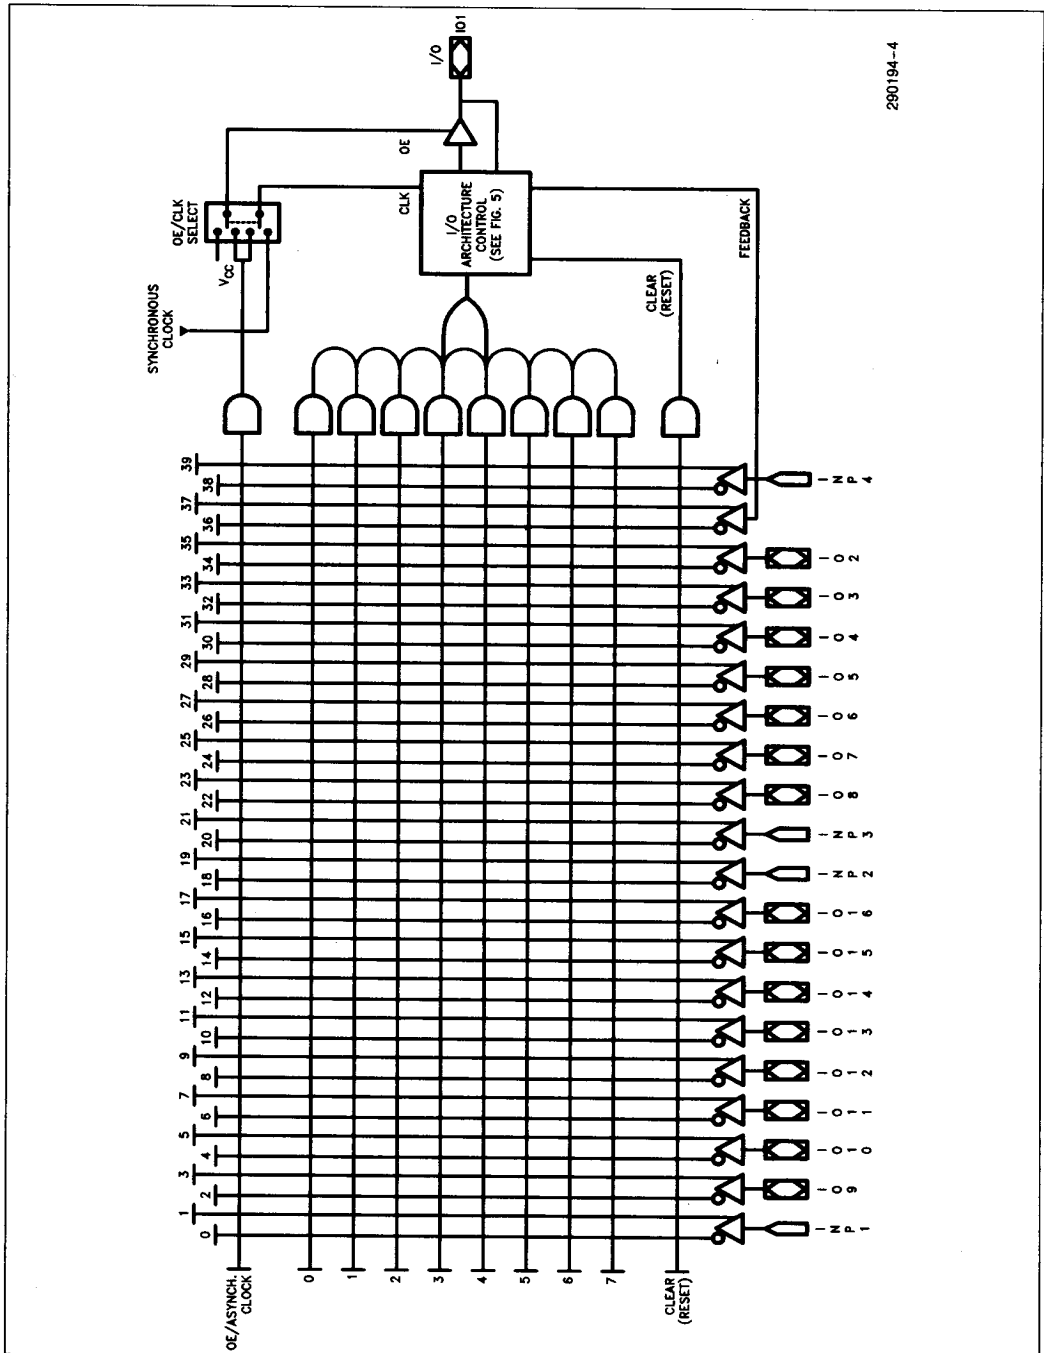 I/O
IO1
OE/CLK
SELECT
VCC
SYNCHRONOUS
CLOCK
OE
CLK
I/O
ARCHITECTURE
CONTROL
(SEE FIG. 5)
CLEAR
(RESET)
FEEDBACK
39
38
37
36
35
34
33
32
31
30
29
28
27
26
25
24
23
22
21
20
19
18
17
16
15
14
13
12
11
10
9
8
7
6
5
4
3
2
1
0
OE/ASYNCH.
CLOCK
0
1
2
3
4
5
6
7
CLEAR
(RESET)
INP4
IO2
IO3
IO4
IO5
IO6
IO7
IO8
INP3
INP2
IO16
IO15
IO14
IO13
IO12
IO11
IO10
IO9
INP1
290194-4